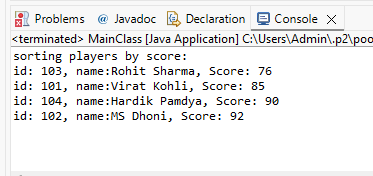 Problems @ Javadoc Declaration Console
<terminated> MainClass [Java Application] C:\Users\Admin\.p2\poo
sorting players by score:
id: 103, name:Rohit Sharma, Score: 76
id: 101, name:Virat Kohli, Score: 85
id: 104, name:Hardik Pamdya, Score: 90
id: 102, name:MS Dhoni, Score: 92